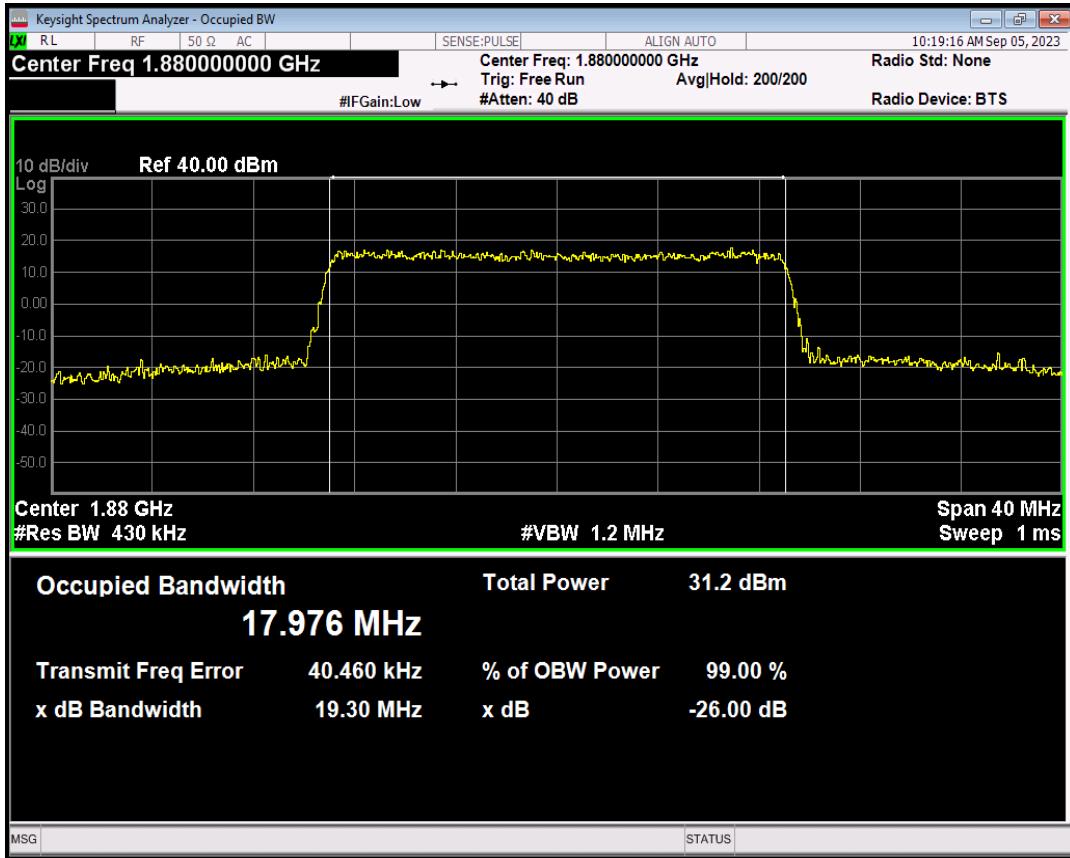 Keysight Spectrum Analyzer - Occupied BW
LXI RL RF 50 Ω AC SENSE:PULSE ALIGN AUTO 10:19:16 AM Sep 05, 2023
Center Freq 1.880000000 GHz Center Freq: 1.880000000 GHz Radio Std: None
Trig: Free Run Avg|Hold: 200/200
#IFGain:Low #Atten: 40 dB Radio Device: BTS
10 dB/div Ref 40.00 dBm
Log
30.0
20.0
10.0
0.00
-10.0
-20.0
-30.0
-40.0
-50.0
Center 1.88 GHz Span 40 MHz
#Res BW 430 kHz #VBW 1.2 MHz Sweep 1 ms
Occupied Bandwidth Total Power 31.2 dBm
17.976 MHz
Transmit Freq Error 40.460 kHz % of OBW Power 99.00 %
x dB Bandwidth 19.30 MHz x dB -26.00 dB
MSG STATUS